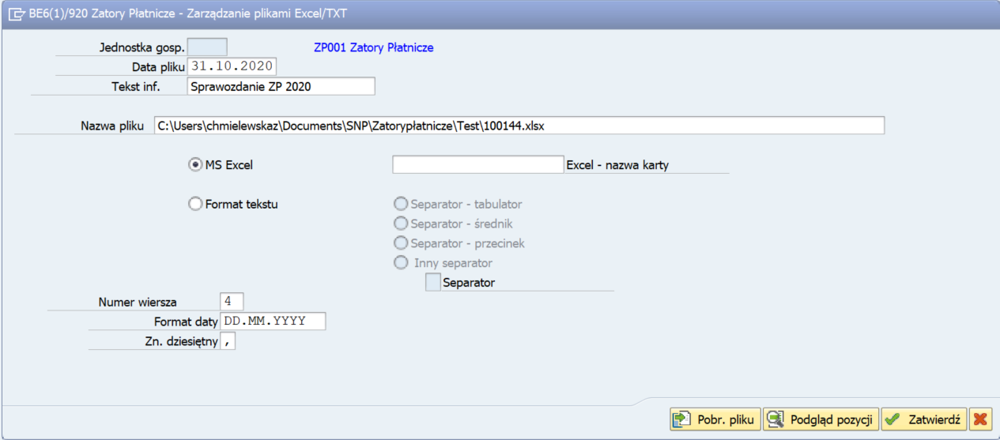 BE6(1)/920 Zatory Płatnicze - Zarządzanie plikami Excel/TXT
Jednostka gosp. ZP001 Zatory Płatnicze
Data pliku 31.10.2020
Tekst inf. Sprawozdanie ZP 2020
Nazwa pliku C:\Users\chmielewskaz\Documents\SNP\Zatorypłatnicze\Test\100144.xlsx
MS Excel Excel - nazwa karty
Format tekstu Separator - tabulator
Separator - średnik
Separator - przecinek
Inny separator
Separator
Numer wiersza 4
Format daty DD.MM.YYYY
Zn. dziesiętny ,
Pobr. pliku Podgląd pozycji Zatwierdź